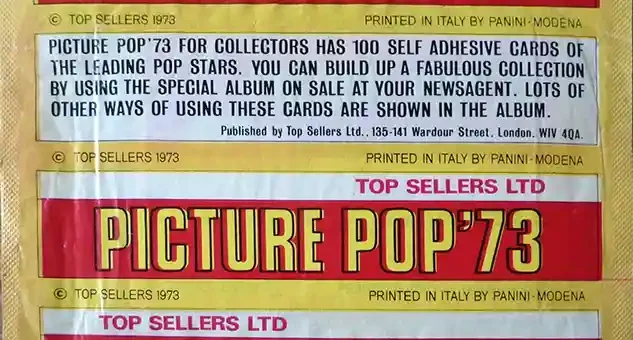 © TOP SELLERS 1973 PRINTED IN ITALY BY PANINI-MODENA
PICTURE POP'73 FOR COLLECTORS HAS 100 SELF ADHESIVE CARDS OF
THE LEADING POP STARS. YOU CAN BUILD UP A FABULOUS COLLECTION
BY USING THE SPECIAL ALBUM ON SALE AT YOUR NEWSAGENT. LOTS OF
OTHER WAYS OF USING THESE CARDS ARE SHOWN IN THE ALBUM.
Published by Top Sellers Ltd., 135-141 Wardour Street, London, WIV 4QA.
© TOP SELLERS 1973 PRINTED IN ITALY BY PANINI-MODENA
TOP SELLERS LTD
PICTURE POP'73
© TOP SELLERS 1973 PRINTED IN ITALY BY PANINI-MODENA
TOP SELLERS LTD